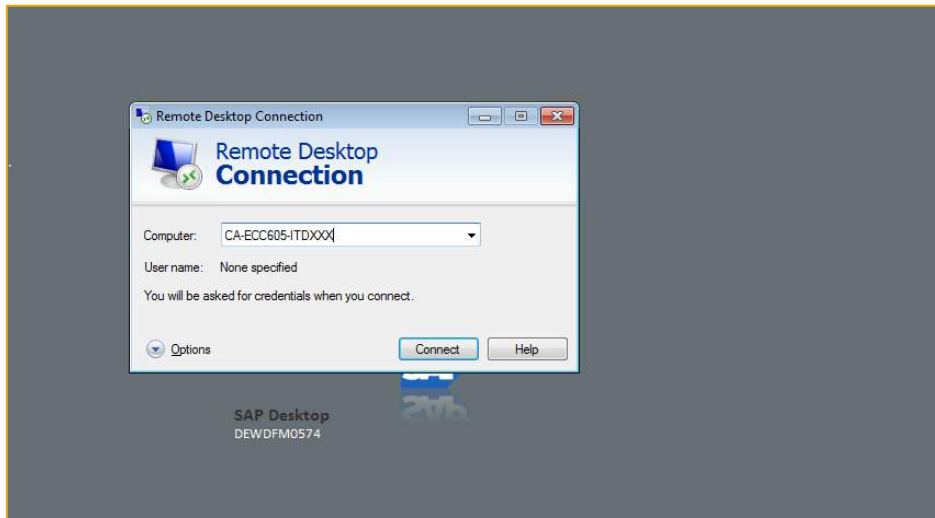 Remote Desktop Connection
Remote Desktop
Connection
Computer: CA-ECC605-ITDXXX
User name: None specified
You will be asked for credentials when you connect.
Options Connect Help
SAP Desktop
DEWDFM0574